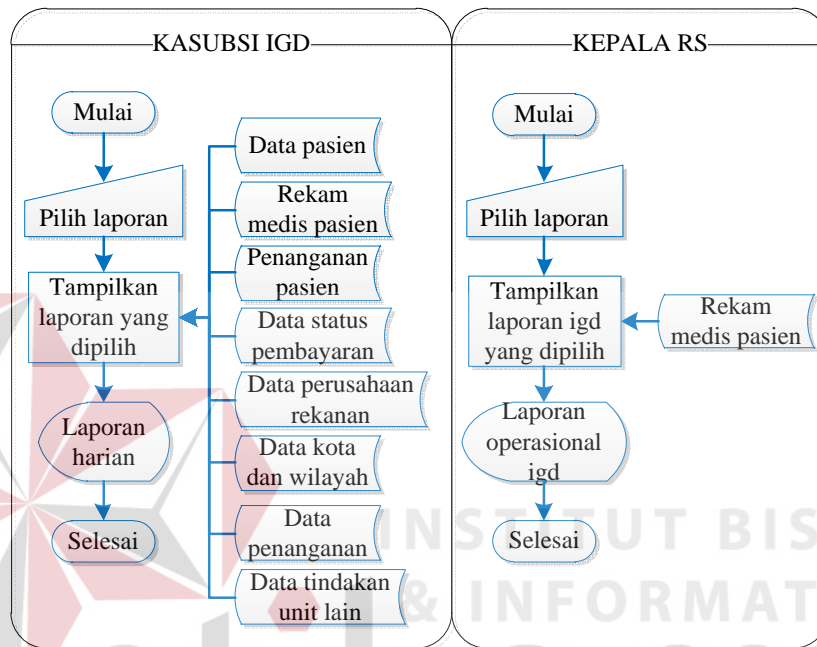 KASUBSI IGD
Mulai
Pilih laporan
Tampilkan
laporan yang
dipilih
Laporan
harian
Selesai
Data pasien
Rekam
medis pasien
Penanganan
pasien
Data status
pembayaran
Data perusahaan
rekanan
Data kota
dan wilayah
Data
penanganan
Data tindakan
unit lain
KEPALA RS
Mulai
Pilih laporan
Tampilkan
laporan igd
yang dipilih
Rekam
medis pasien
Laporan
operasional
igd
Selesai
INSTITUT BIS
& INFORMAT